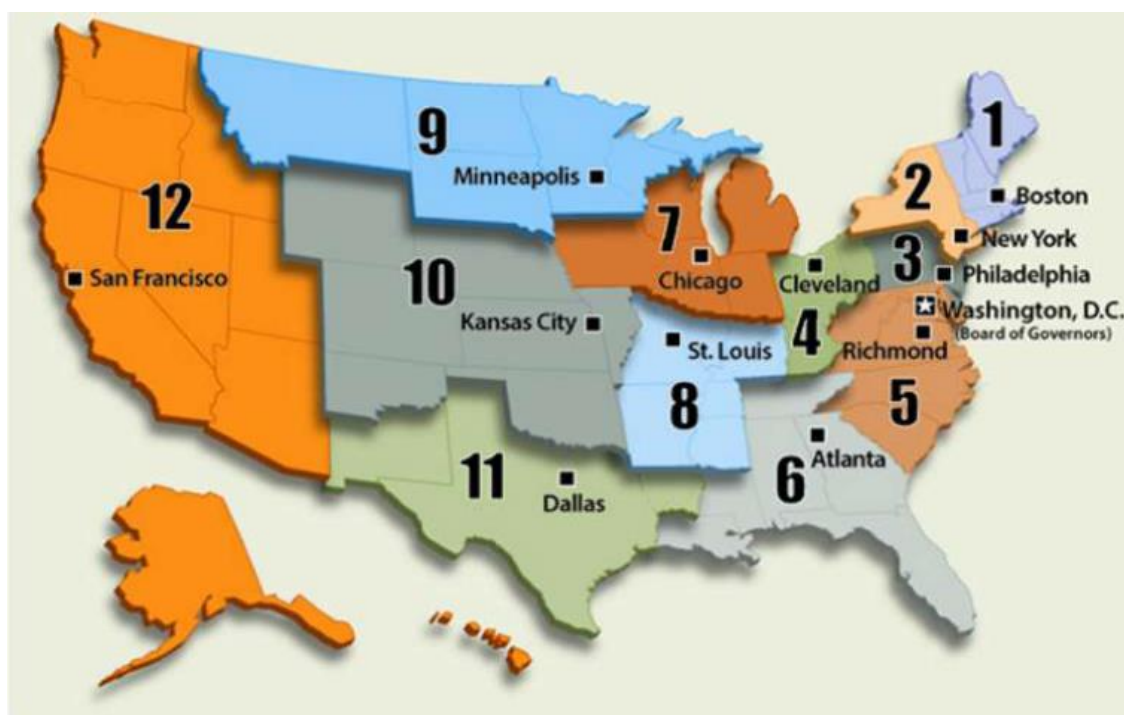 1
9
2
Minneapolis
Boston
12
7
New York
3
San Francisco
10
Chicago
Cleveland
Philadelphia
Washington, D.C.
(Board of Governors)
Kansas City
4
Richmond
St. Louis
8
5
11
6
Atlanta
Dallas